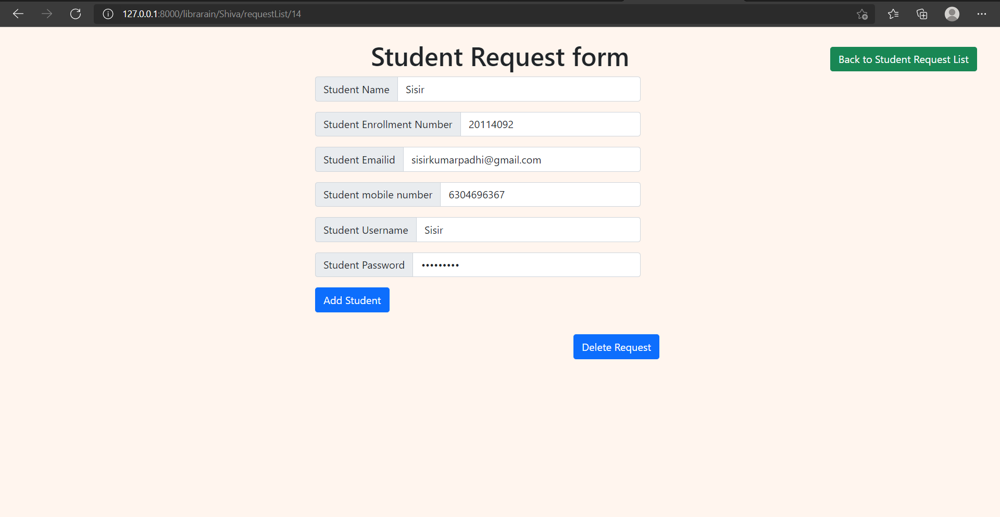 127.0.0.1:8000/librarain/Shiva/requestList/14
Student Request form
Back to Student Request List
Student Name Sisir
Student Enrollment Number 20114092
Student Emailid sisirkumarpadhi@gmail.com
Student mobile number 6304696367
Student Username Sisir
Student Password •••••••••
Add Student
Delete Request